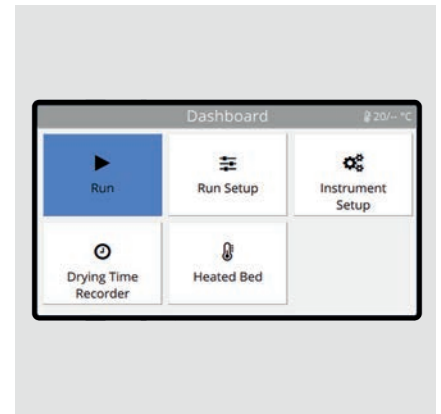 Dashboard
20/-- °C
Run
Run Setup
Instrument
Setup
Drying Time
Recorder
Heated Bed